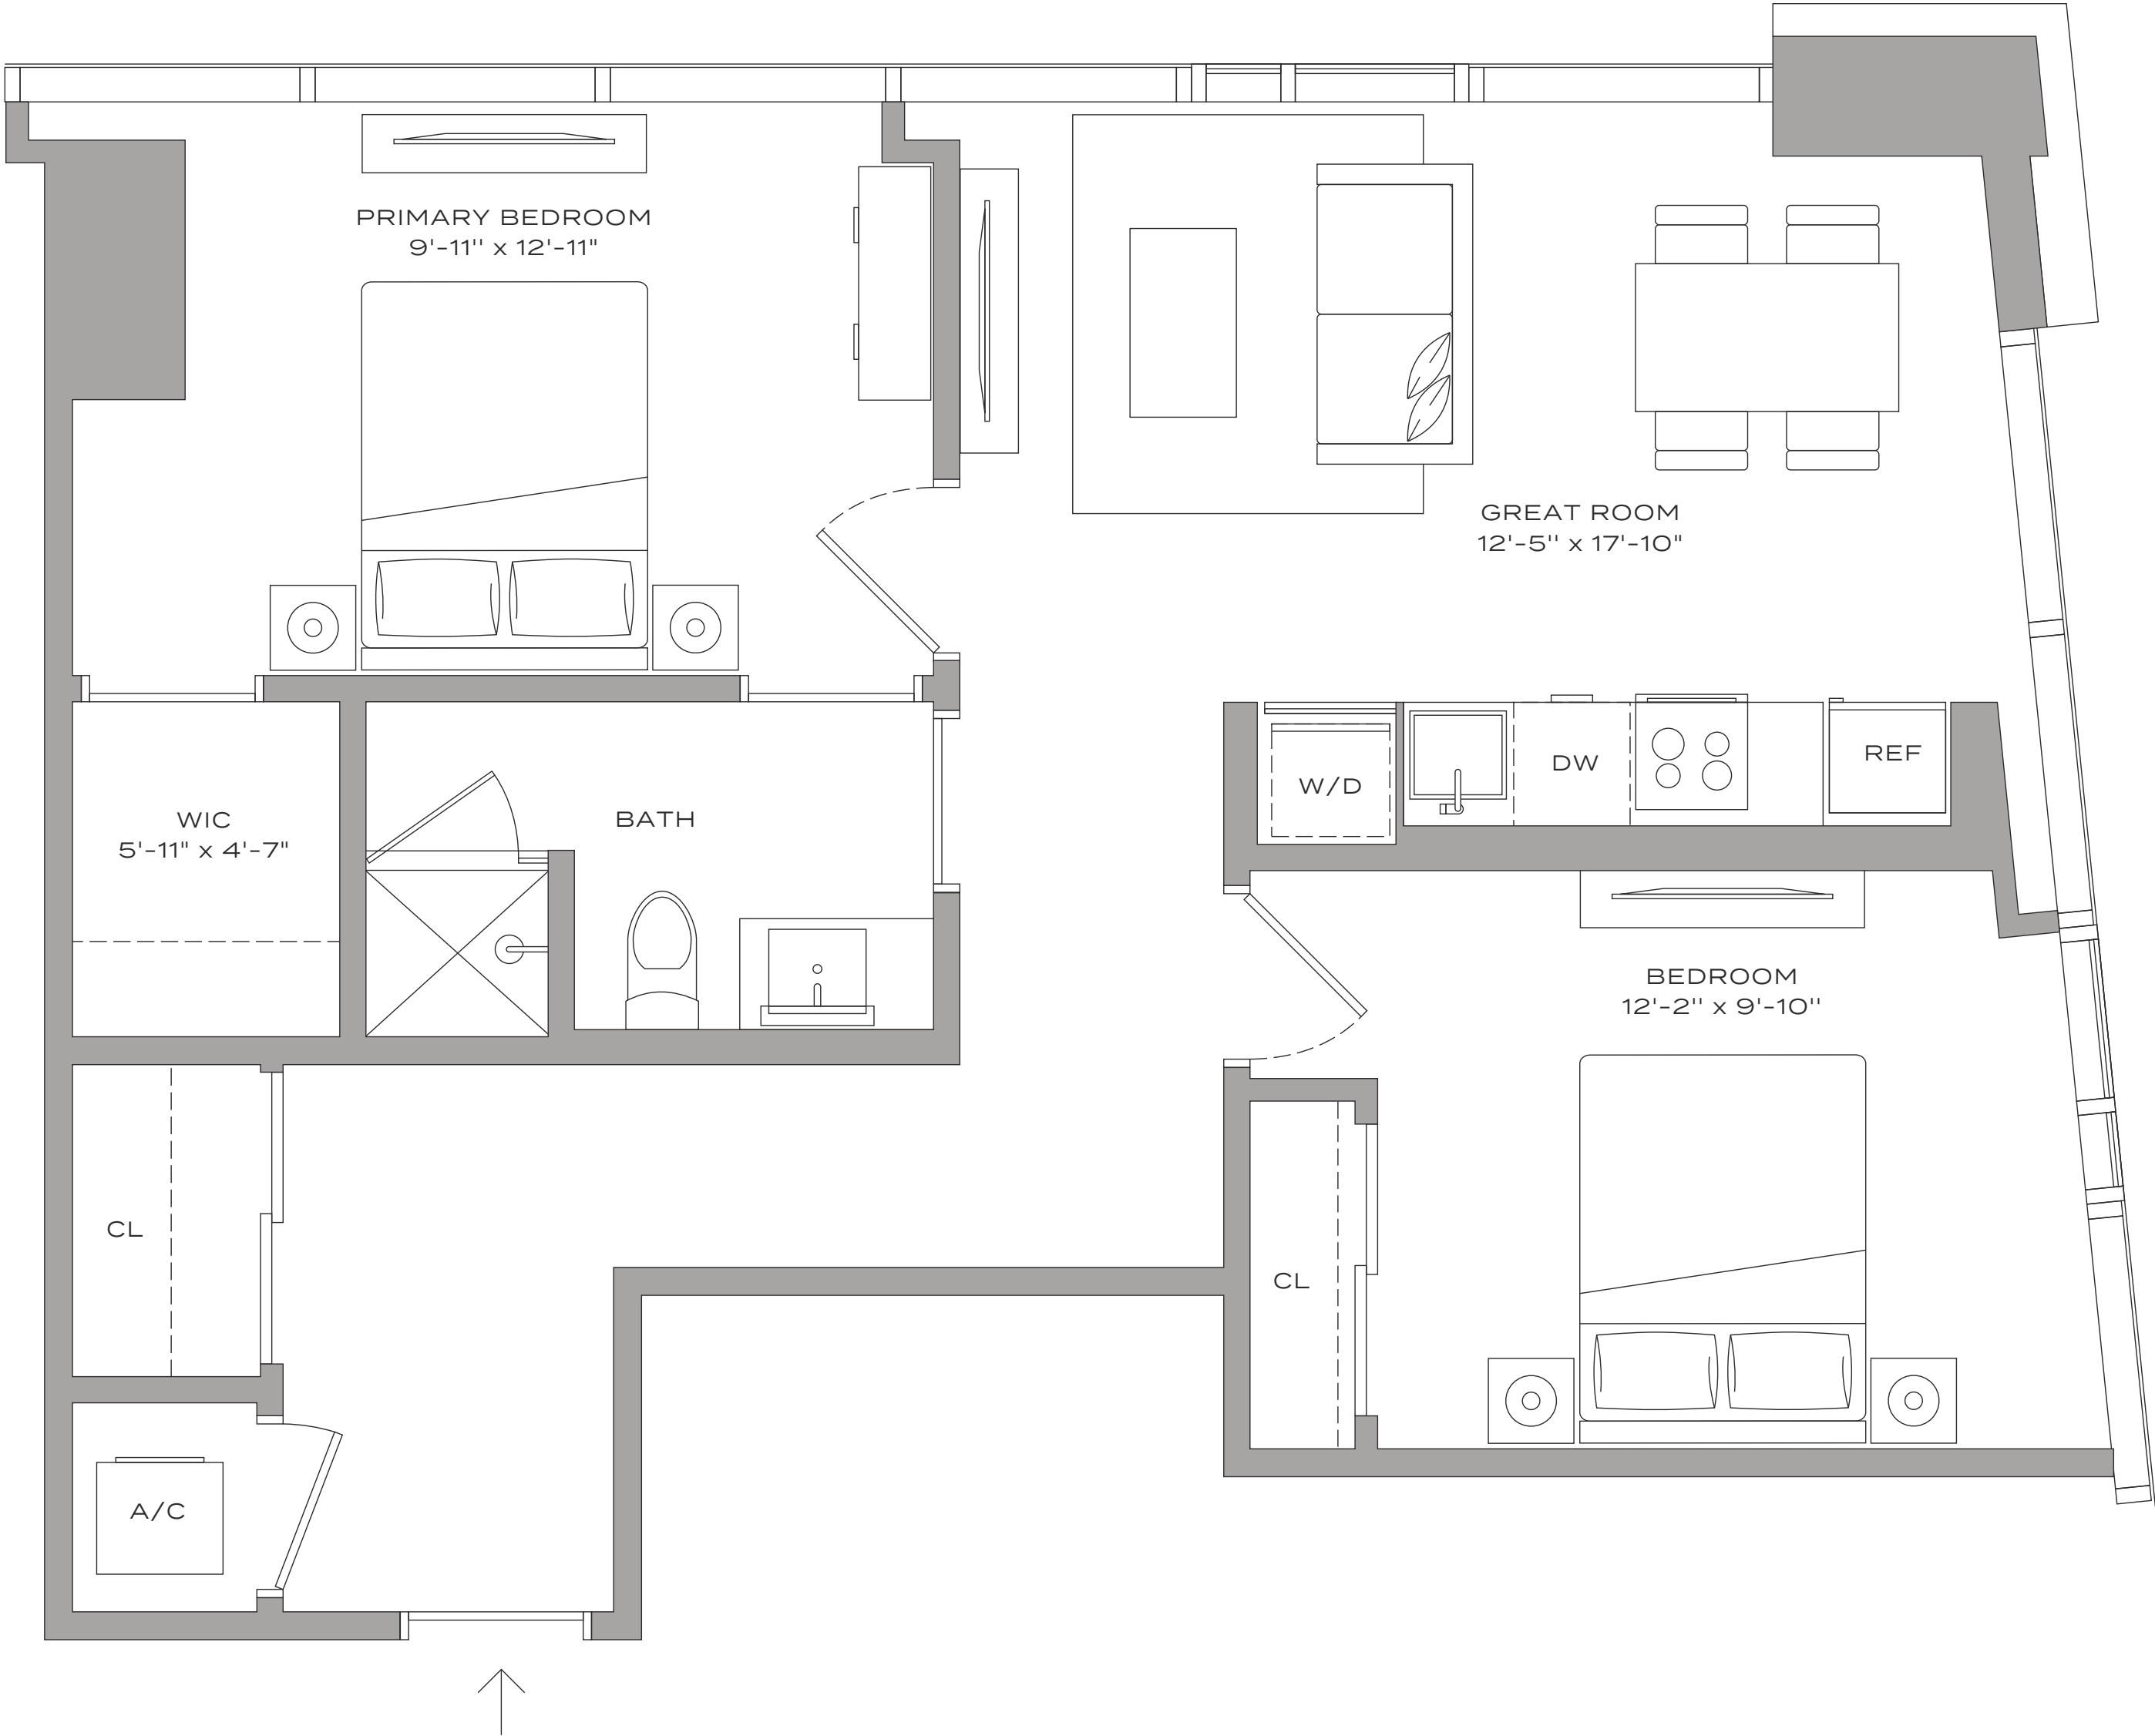 PRIMARY BEDROOM
9'-11'' x 12'-11"
GREAT ROOM
12'-5'' x 17'-10"
W/D
DW
REF
WIC
5'-11" x 4'-7"
BATH
BEDROOM
12'-2'' x 9'-10''
CL
CL
A/C